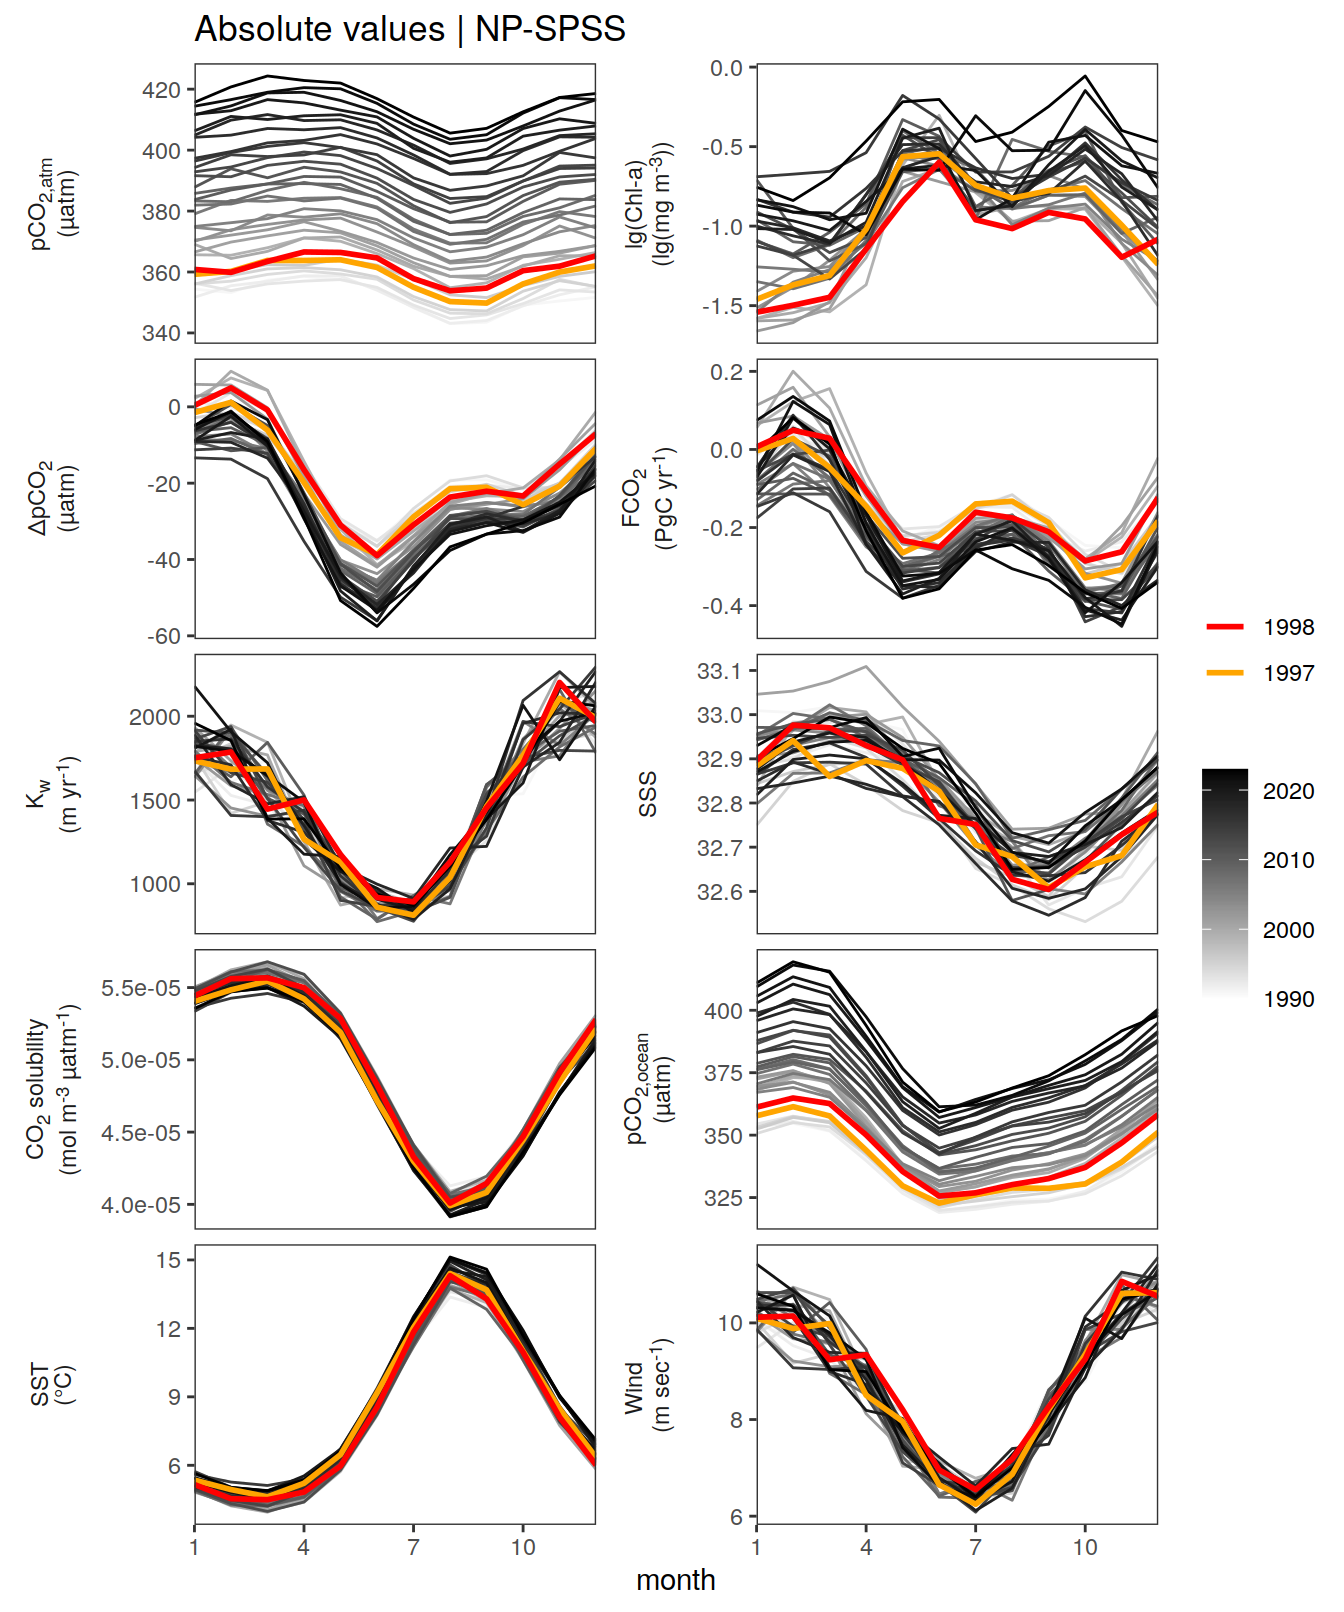 Absolute values | NP-SPSS
pCO2,atm
(µatm)
420
400
380
360
340
lg(Chl-a)
(lg(mg m-3))
0.0
-0.5
-1.0
-1.5
ΔpCO2
(µatm)
0
-20
-40
-60
FCO2
(PgC yr-1)
0.2
0.0
-0.2
-0.4
Kw
(m yr-1)
2000
1500
1000
SSS
33.1
33.0
32.9
32.8
32.7
32.6
CO2 solubility
(mol m-3 µatm-1)
5.5e-05
5.0e-05
4.5e-05
4.0e-05
pCO2,ocean
(µatm)
400
375
350
325
SST
(°C)
15
12
9
6
Wind
(m sec-1)
10
8
6
1 4 7 10
1 4 7 10
month
1998
1997
2020
2010
2000
1990